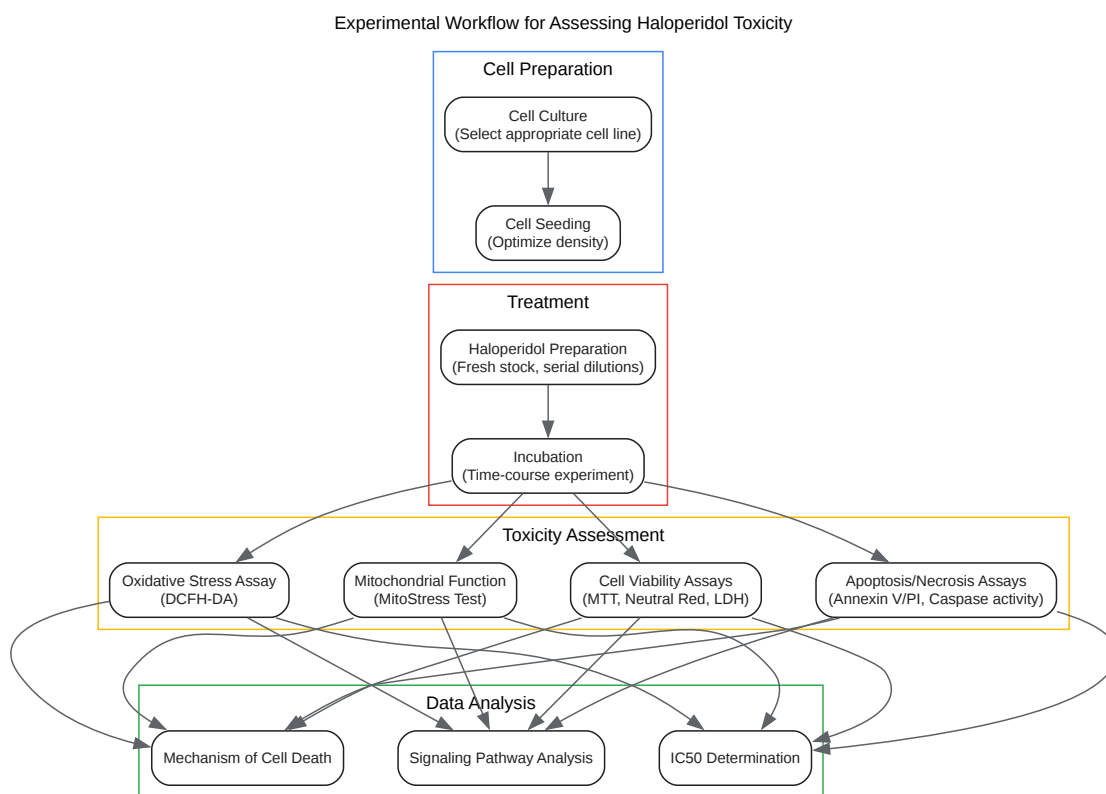 Experimental Workflow for Assessing Haloperidol Toxicity
Cell Preparation
Cell Culture
(Select appropriate cell line)
Cell Seeding
(Optimize density)
Treatment
Haloperidol Preparation
(Fresh stock, serial dilutions)
Incubation
(Time-course experiment)
Toxicity Assessment
Oxidative Stress Assay
(DCFH-DA)
Mitochondrial Function
(MitoStress Test)
Cell Viability Assays
(MTT, Neutral Red, LDH)
Apoptosis/Necrosis Assays
(Annexin V/PI, Caspase activity)
Data Analysis
Mechanism of Cell Death
Signaling Pathway Analysis
IC50 Determination